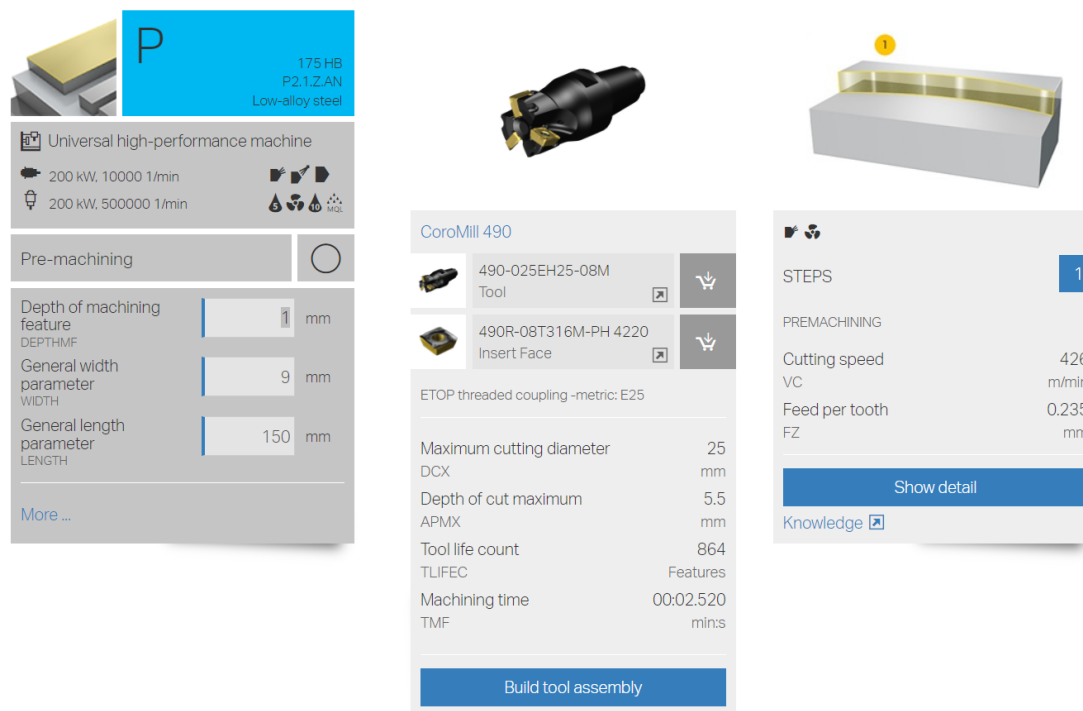 P
175 HB
P2.1.Z.AN
Low-alloy steel
Universal high-performance machine
200 kW, 10000 1/min
200 kW, 500000 1/min
5
10
MQL
Pre-machining
Depth of machining
feature
DEPTHMF
1 mm
General width
parameter
WIDTH
9 mm
General length
parameter
LENGTH
150 mm
More ...
CoroMill 490
490-025EH25-08M
Tool
490R-08T316M-PH 4220
Insert Face
ETOP threaded coupling -metric: E25
Maximum cutting diameter 25
DCX mm
Depth of cut maximum 5.5
APMX mm
Tool life count 864
TLIFEC Features
Machining time 00:02.520
TMF min:s
Build tool assembly
1
STEPS 1
PREMACHINING
Cutting speed 426
VC m/min
Feed per tooth 0.235
FZ mm
Show detail
Knowledge